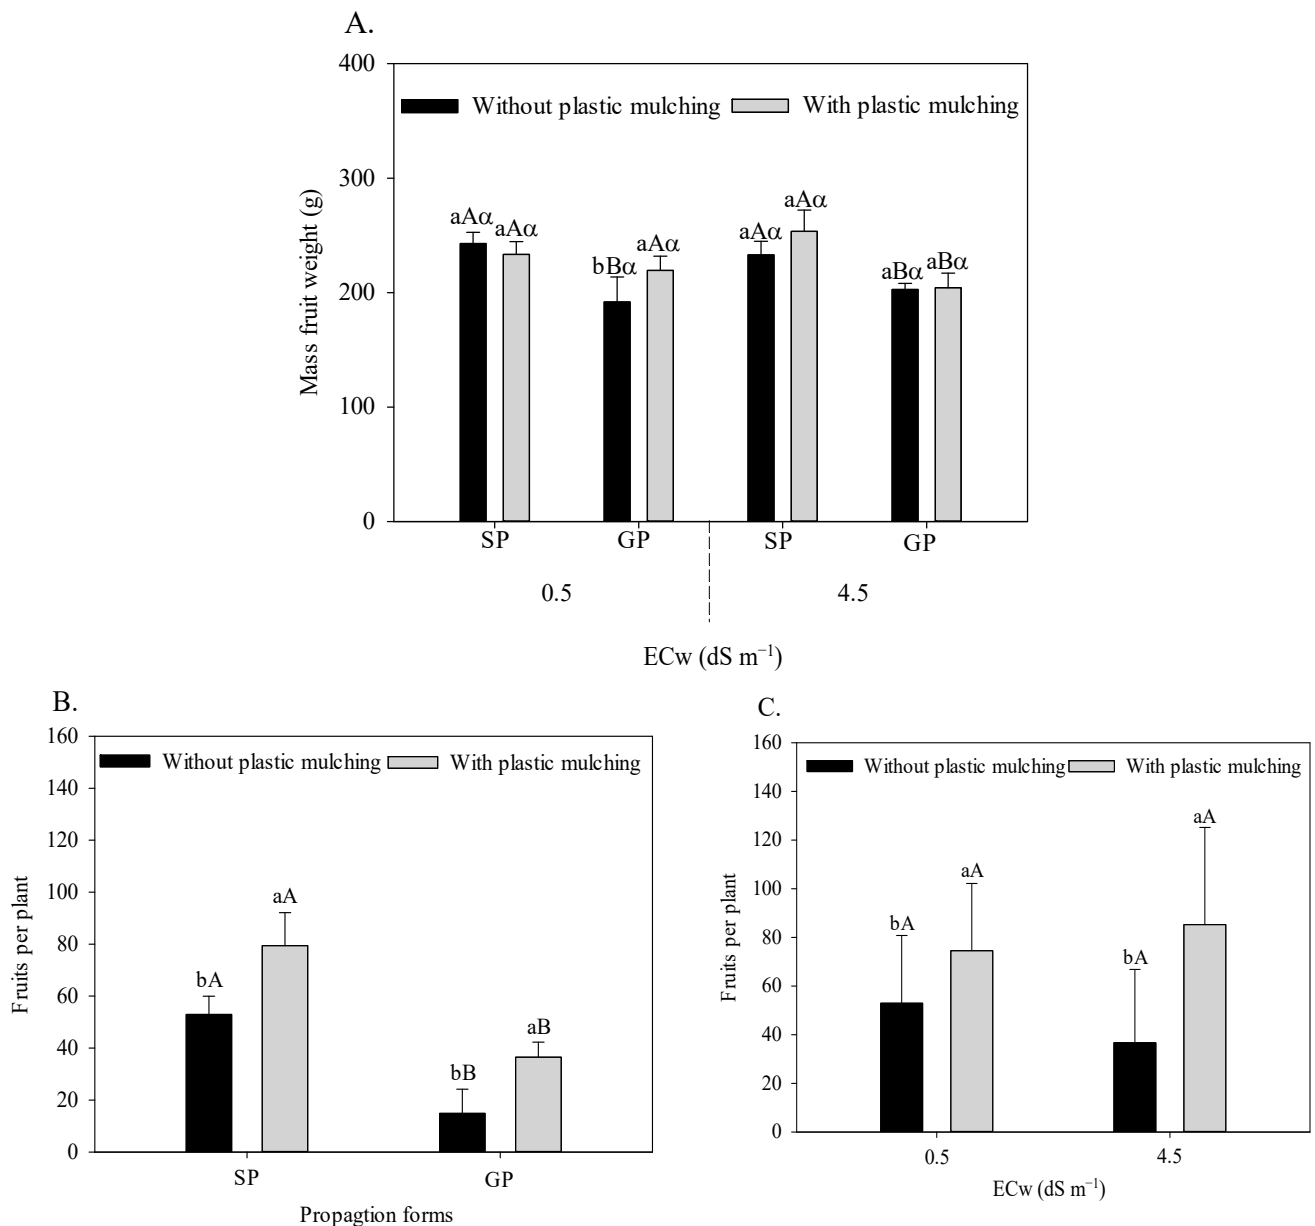 A.
400
Without plastic mulching With plastic mulching
300
Mass fruit weight (g)
aAα aAα bBα aAα aAα aAα aBα aBα
200
100
0
SP GP SP GP
0.5 4.5
ECw (dS m⁻¹)
B.
160
Without plastic mulching With plastic mulching
140
120
100
80
60
40
20
0
Fruits per plant
bA aA bB aB
SP GP
Propagtion forms
C.
160
Without plastic mulching With plastic mulching
140
120
100
80
60
40
20
0
Fruits per plant
bA aA bA aA
0.5 4.5
ECw (dS m⁻¹)